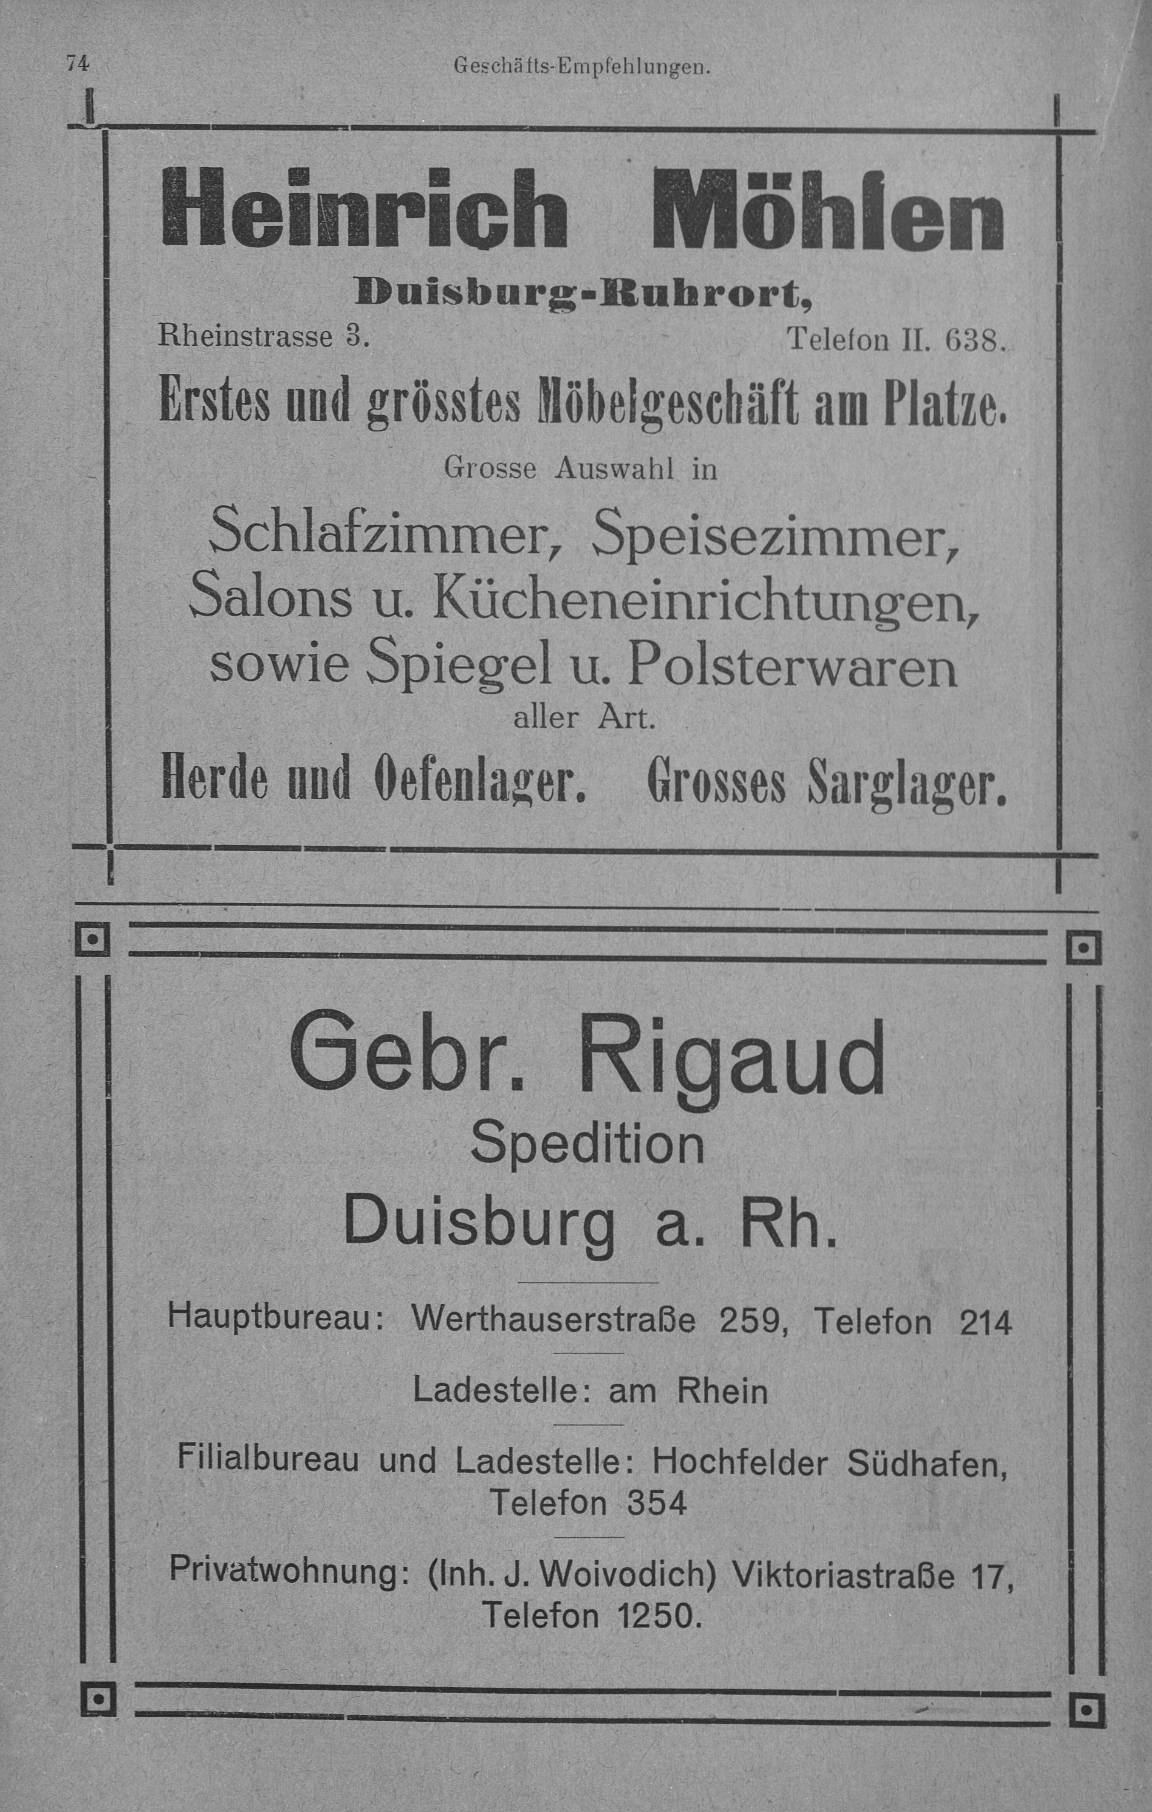 74
Geschäfts-Empfehlungen.
Heinrich Möhlen
Duisburg-Ruhrort,
Rheinstrasse 3. Telefon II. 638.
Erstes und grösstes Möbelgeschäft am Platze.
Grosse Auswahl in
Schlafzimmer, Speisezimmer,
Salons u. Kücheneinrichtungen,
sowie Spiegel u. Polsterwaren
aller Art.
Herde und Oefenlager. Grosses Sarglager.
Gebr. Rigaud
Spedition
Duisburg a. Rh.
Hauptbureau: Werthauserstraße 259, Telefon 214
Ladestelle: am Rhein
Filialbureau und Ladestelle: Hochfelder Südhafen,
Telefon 354
Privatwohnung: (Inh. J. Woivodich) Viktoriastraße 17,
Telefon 1250.